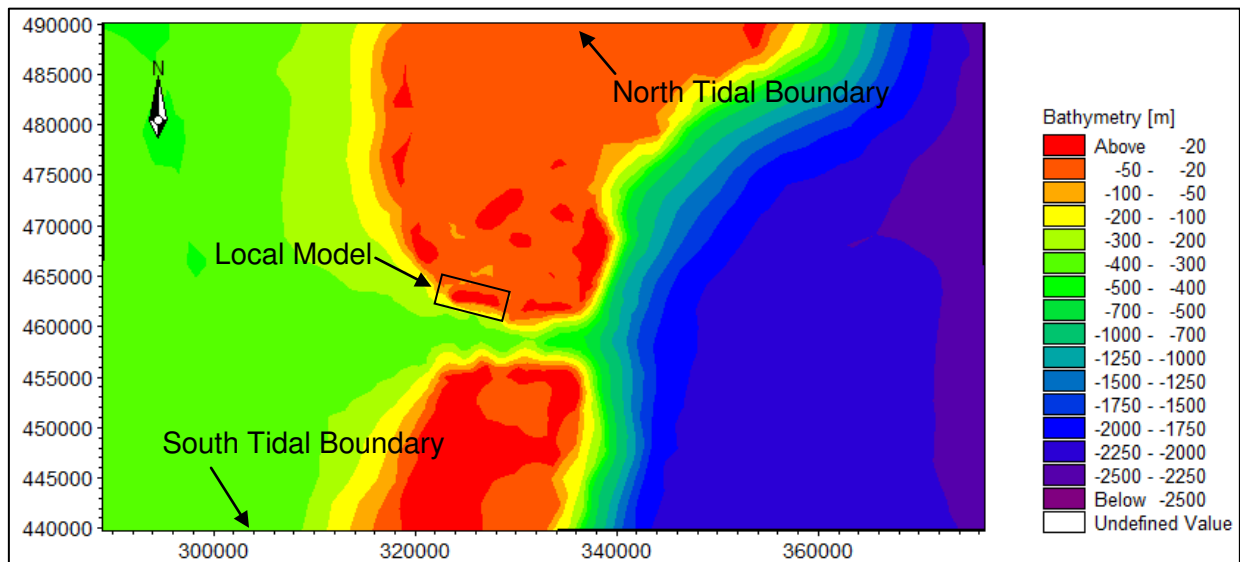 490000
485000
480000
475000
470000
465000
460000
455000
450000
445000
440000
N
North Tidal Boundary
Local Model
South Tidal Boundary
300000 320000 340000 360000
Bathymetry [m]
Above -20
-50 - -20
-100 - -50
-200 - -100
-300 - -200
-400 - -300
-500 - -400
-700 - -500
-1000 - -700
-1250 - -1000
-1500 - -1250
-1750 - -1500
-2000 - -1750
-2250 - -2000
-2500 - -2250
Below -2500
Undefined Value